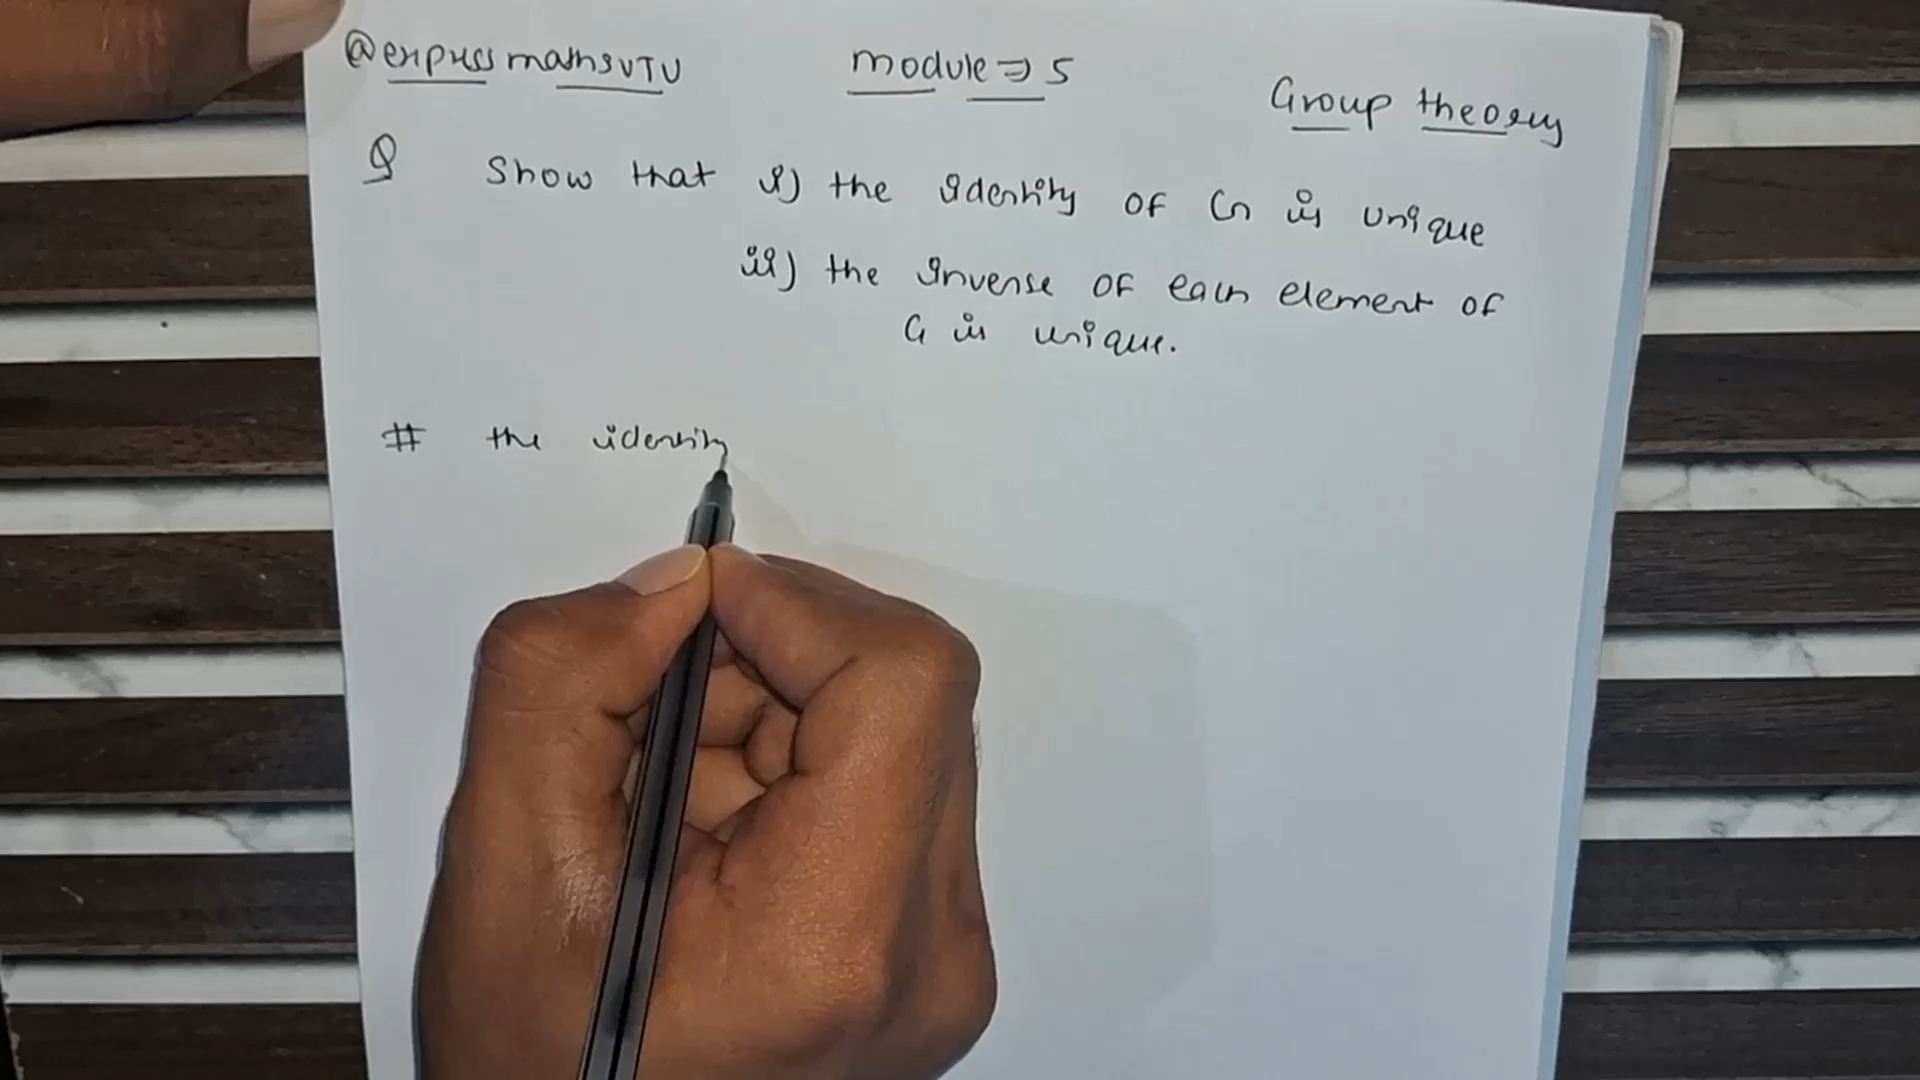 @expressmathsVTU module ⇒ 5 Group theory
Q Show that i) the identity of G is unique
ii) the inverse of each element of
G is unique.
# the identity